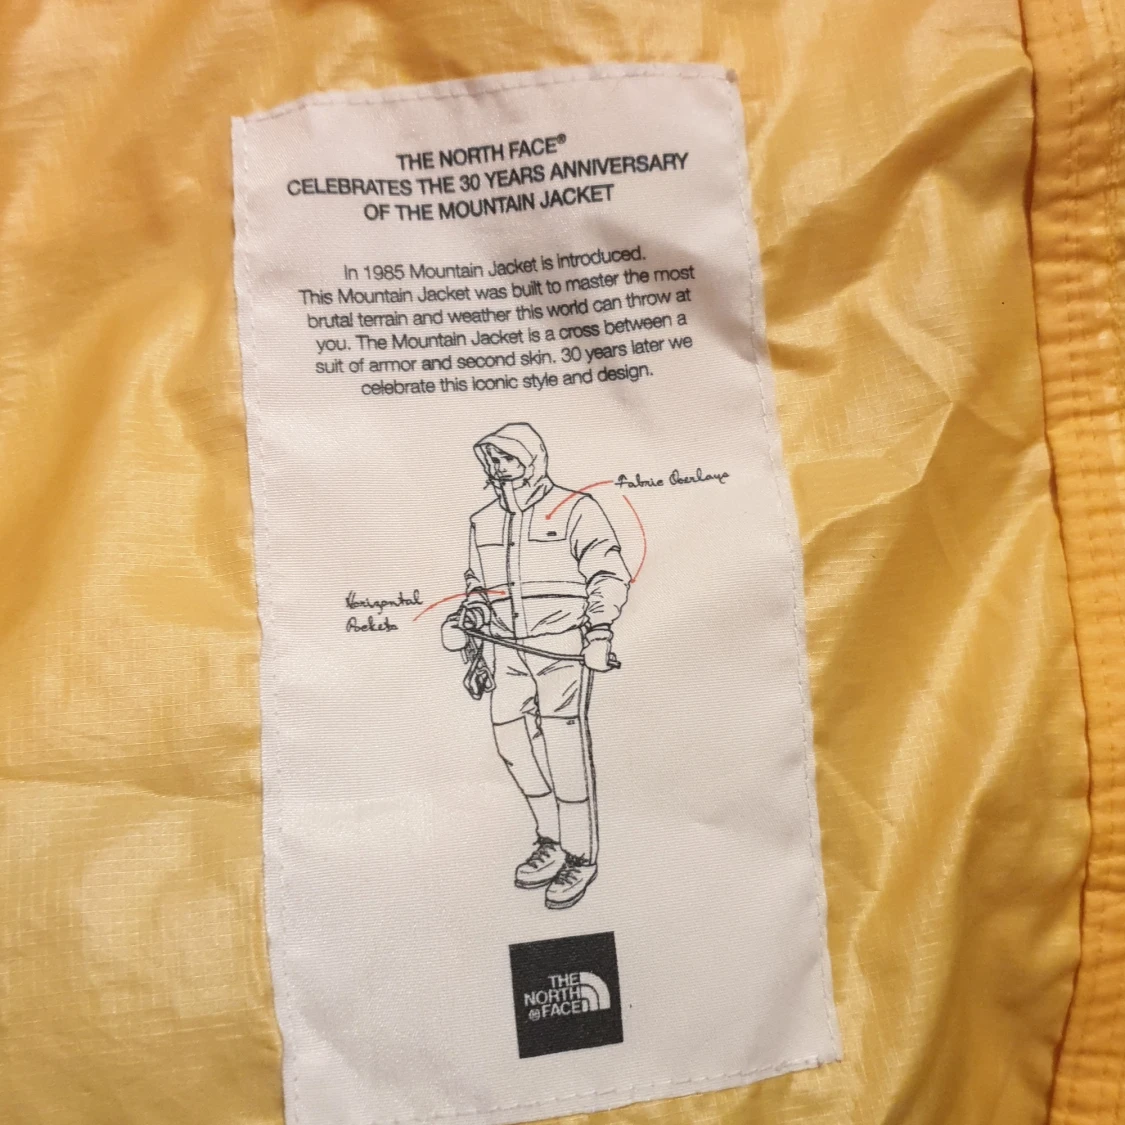 THE NORTH FACE®
CELEBRATES THE 30 YEARS ANNIVERSARY
OF THE MOUNTAIN JACKET
In 1985 Mountain Jacket is introduced.
This Mountain Jacket was built to master the most
brutal terrain and weather this world can throw at
you. The Mountain Jacket is a cross between a
suit of armor and second skin. 30 years later we
celebrate this iconic style and design.
Fabric Overlays
Horizontal
Pockets
THE
NORTH
FACE